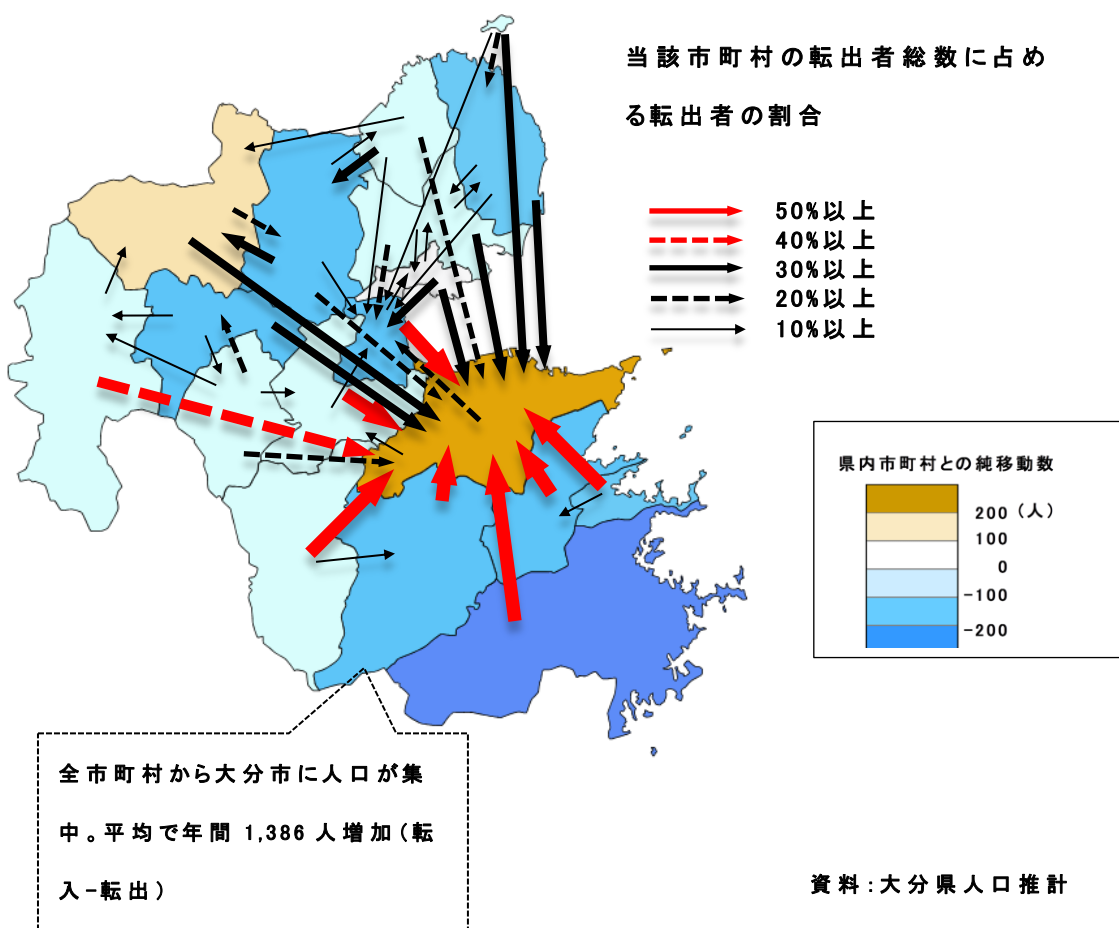 当該市町村の転出者総数に占め
る転出者の割合
50%以上
40%以上
30%以上
20%以上
10%以上
県内市町村との純移動数
200（人）
100
0
-100
-200
全市町村から大分市に人口が集
中。平均で年間 1,386 人増加（転
入-転出）
資料:大分県人口推計